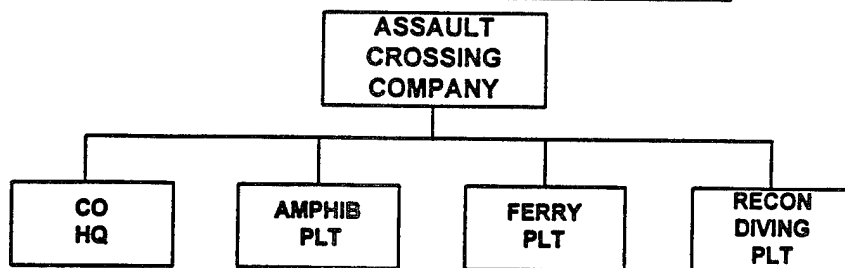 ASSAULT
CROSSING
COMPANY
CO
HQ
AMPHIB
PLT
FERRY
PLT
RECON
DIVING
PLT